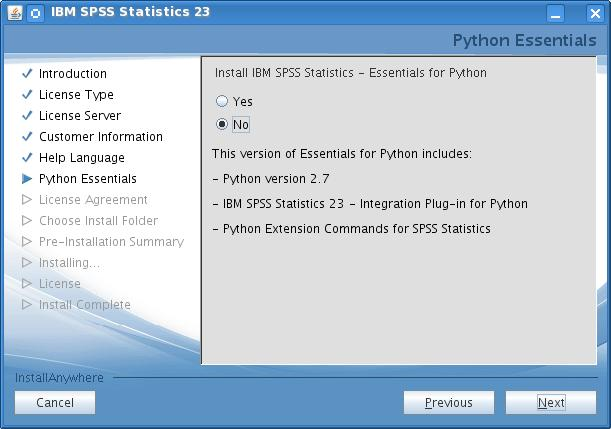 IBM SPSS Statistics 23
Python Essentials
Introduction
License Type
License Server
Customer Information
Help Language
Python Essentials
License Agreement
Choose Install Folder
Pre-Installation Summary
Installing...
License
Install Complete
Install IBM SPSS Statistics - Essentials for Python
Yes
No
This version of Essentials for Python includes:
- Python version 2.7
- IBM SPSS Statistics 23 - Integration Plug-in for Python
- Python Extension Commands for SPSS Statistics
InstallAnywhere
Cancel
Previous
Next